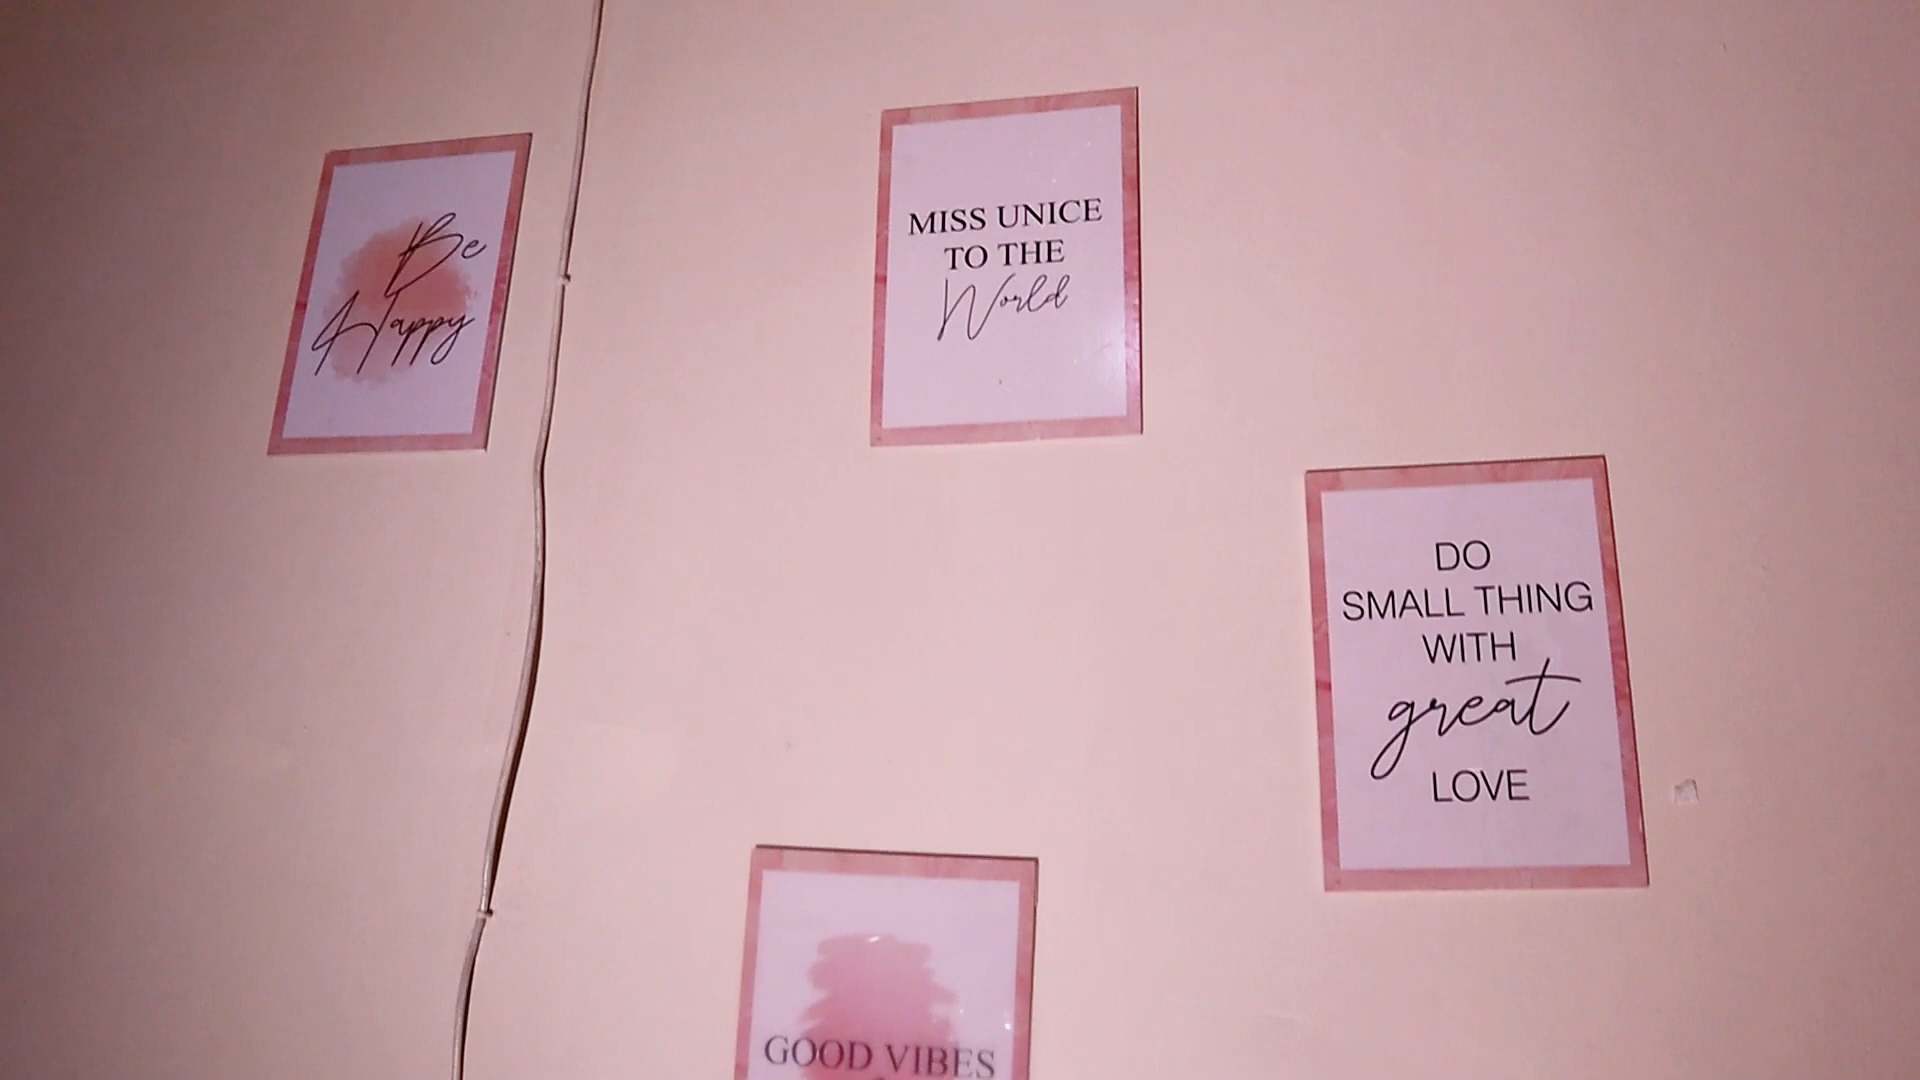 Be
Happy
MISS UNICE
TO THE
World
DO
SMALL THING
WITH
great
LOVE
GOOD VIBES